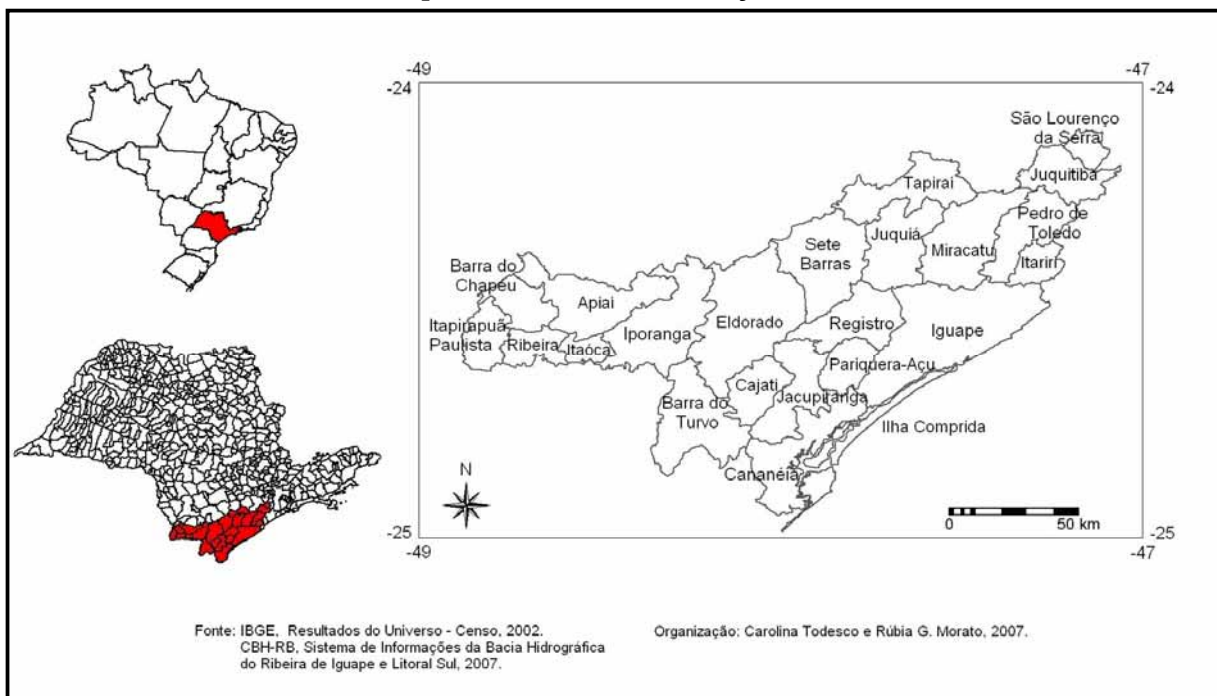 -49
-47
-24
-24
São Lourenço
da Serra
Juquitiba
Tapiraí
Pedro de
Toledo
Juquiá
Miracatu
Sete
Barras
Itariri
Barra do
Chapéu
Apiaí
Eldorado
Registro
Iguape
Itapirapuã
Paulista
Ribeira
Itaóca
Iporanga
Pariquera-Açu
Cajati
Jacupiranga
Barra do
Turvo
Ilha Comprida
Cananéia
N
50 km
-25
-25
-49
-47
Fonte: IBGE, Resultados do Universo - Censo, 2002.
CBH-RB, Sistema de Informações da Bacia Hidrográfica
do Ribeira de Iguape e Litoral Sul, 2007.
Organização: Carolina Todesco e Rúbia G. Morato, 2007.